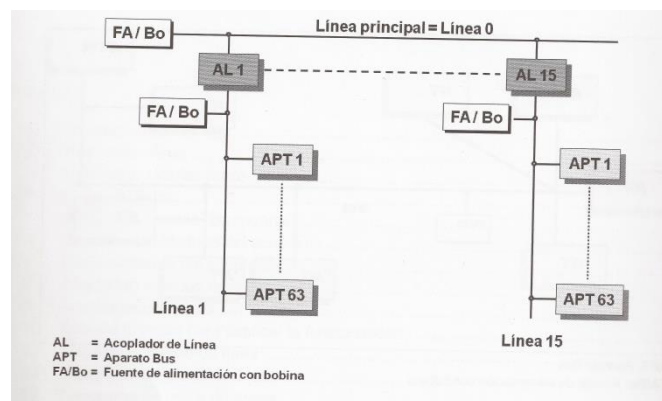 FA / Bo
Línea principal = Línea 0
AL 1
AL 15
FA / Bo
FA / Bo
APT 1
APT 1
APT 63
APT 63
Línea 1
Línea 15
AL = Acoplador de Línea
APT = Aparato Bus
FA/Bo = Fuente de alimentación con bobina